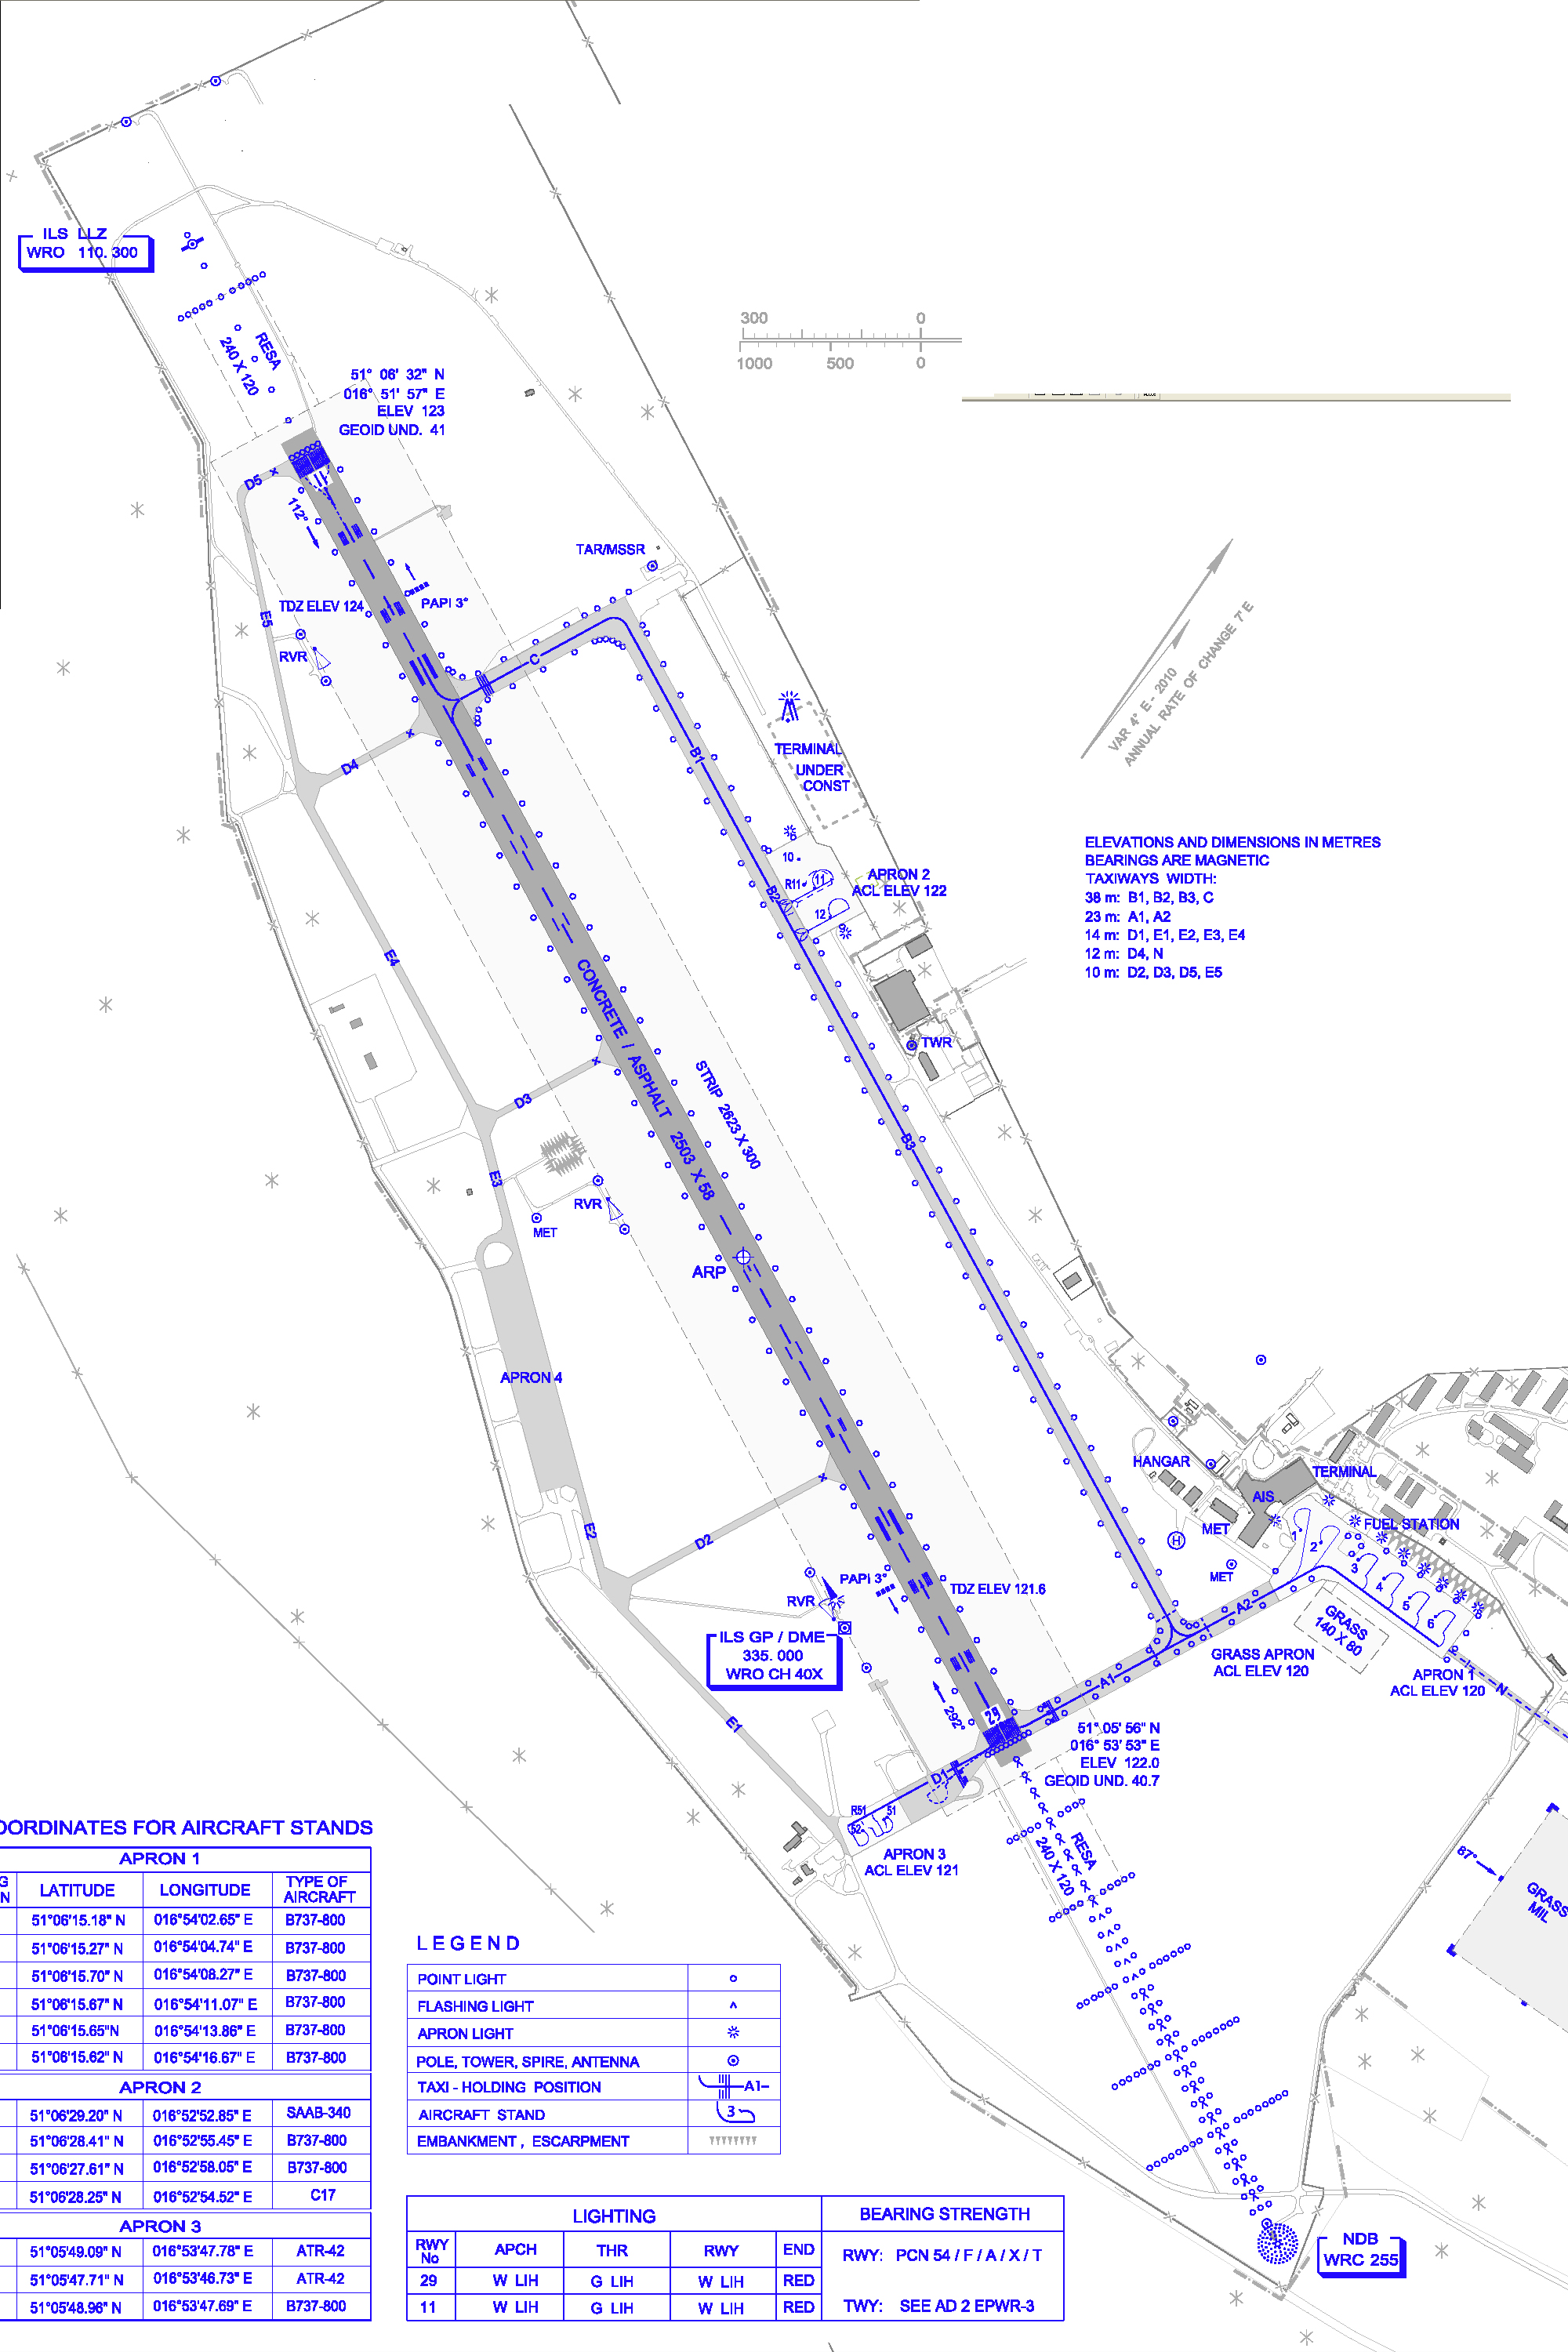 ILS LLZ
WRO 110. 300
300 0
1000 500 0
RESA
240 X 120
51° 06' 32" N
016° 51' 57" E
ELEV 123
GEOID UND. 41
D5
112°
11
TAR/MSSR
TDZ ELEV 124
PAPI 3°
E5
RVR
C
VAR 4° E - 2010
ANNUAL RATE OF CHANGE 7' E
B1
D4
TERMINAL
UNDER
CONST
10
R11
11
12
B2
APRON 2
ACL ELEV 122
ELEVATIONS AND DIMENSIONS IN METRES
BEARINGS ARE MAGNETIC
TAXIWAYS WIDTH:
38 m: B1, B2, B3, C
23 m: A1, A2
14 m: D1, E1, E2, E3, E4
12 m: D4, N
10 m: D2, D3, D5, E5
E4
CONCRETE / ASPHALT 2503 X 58
STRIP 2623 X 300
TWR
D3
B3
E3
RVR
MET
ARP
APRON 4
HANGAR
TERMINAL
AIS
MET
FUEL STATION
H
MET
1
2
3
4
5
6
E2
D2
PAPI 3°
TDZ ELEV 121.6
RVR
A2
GRASS
140 X 80
ILS GP / DME
335. 000
WRO CH 40X
GRASS APRON
ACL ELEV 120
APRON 1
ACL ELEV 120
N
A1
292°
29
E1
51° 05' 56" N
016° 53' 53" E
ELEV 122.0
GEOID UND. 40.7
D1
R51
51
52
APRON 3
ACL ELEV 121
RESA
240 X 120
87°
GRASS
MIL
OORDINATES FOR AIRCRAFT STANDS
APRON 1
G
N LATITUDE LONGITUDE TYPE OF
AIRCRAFT
51°06'15.18" N 016°54'02.65" E B737-800
51°06'15.27" N 016°54'04.74" E B737-800
51°06'15.70" N 016°54'08.27" E B737-800
51°06'15.67" N 016°54'11.07" E B737-800
51°06'15.65"N 016°54'13.86" E B737-800
51°06'15.62" N 016°54'16.67" E B737-800
APRON 2
51°06'29.20" N 016°52'52.85" E SAAB-340
51°06'28.41" N 016°52'55.45" E B737-800
51°06'27.61" N 016°52'58.05" E B737-800
51°06'28.25" N 016°52'54.52" E C17
APRON 3
51°05'49.09" N 016°53'47.78" E ATR-42
51°05'47.71" N 016°53'46.73" E ATR-42
51°05'48.96" N 016°53'47.69" E B737-800
LEGEND
POINT LIGHT
FLASHING LIGHT
APRON LIGHT
POLE, TOWER, SPIRE, ANTENNA
TAXI - HOLDING POSITION A1
AIRCRAFT STAND 3
EMBANKMENT , ESCARPMENT
LIGHTING BEARING STRENGTH
RWY
No APCH THR RWY END
29 W LIH G LIH W LIH RED
11 W LIH G LIH W LIH RED
RWY: PCN 54 / F / A / X / T
TWY: SEE AD 2 EPWR-3
NDB
WRC 255